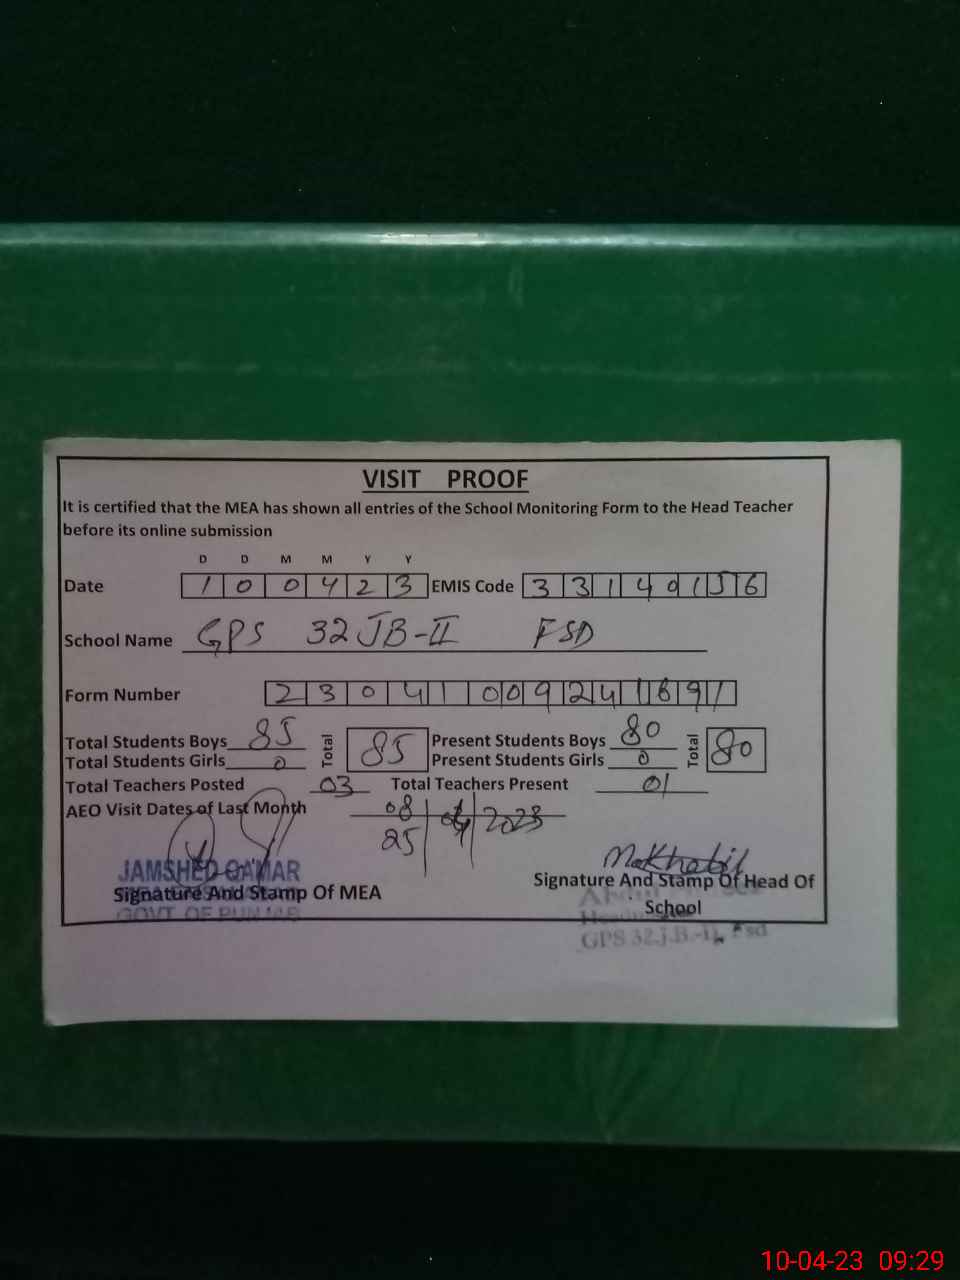 VISIT PROOF
It is certified that the MEA has shown all entries of the School Monitoring Form to the Head Teacher
before its online submission
D D M M Y Y
Date 1 0 0 4 2 3 EMIS Code 3 3 1 4 0 1 5 6
School Name GPS 32 JB-II FSD
Form Number 2 3 0 4 1 0 0 9 2 4 1 6 9 1
Total Students Boys 85 Total 85 Present Students Boys 80 Total 80
Total Students Girls 0 Present Students Girls 0
Total Teachers Posted 03 Total Teachers Present 01
AEO Visit Dates of Last Month 08 2023
25
JAMSHED QAMAR
Signature And Stamp Of MEA
GOVT OF PUNJAB
Signature And Stamp Of Head Of
School
GPS 32.J.B.-II, Fsd
10-04-23 09:29